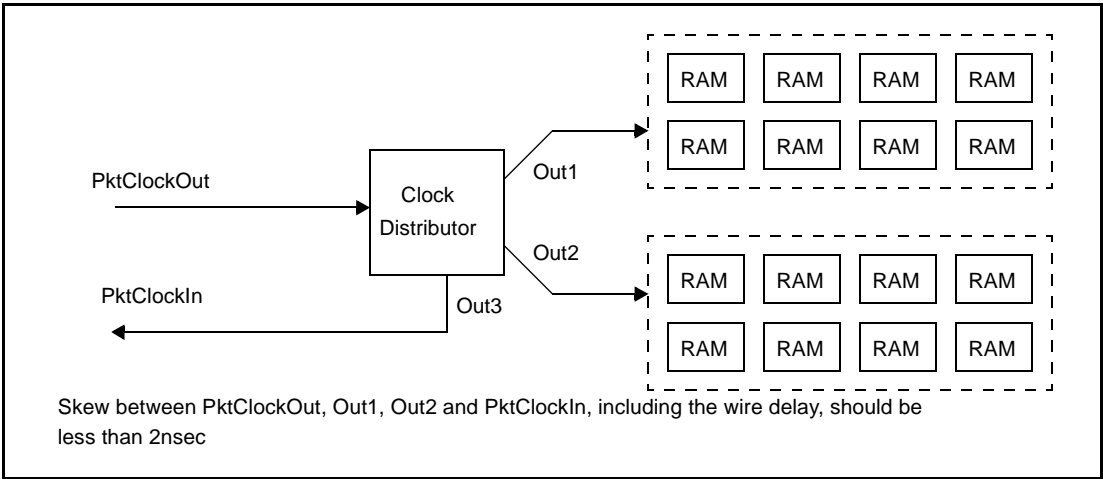 RAM RAM RAM RAM
RAM RAM RAM RAM
Out1
PktClockOut
Clock
Distributor
Out2
RAM RAM RAM RAM
PktClockIn
Out3
RAM RAM RAM RAM
Skew between PktClockOut, Out1, Out2 and PktClockIn, including the wire delay, should be
less than 2nsec